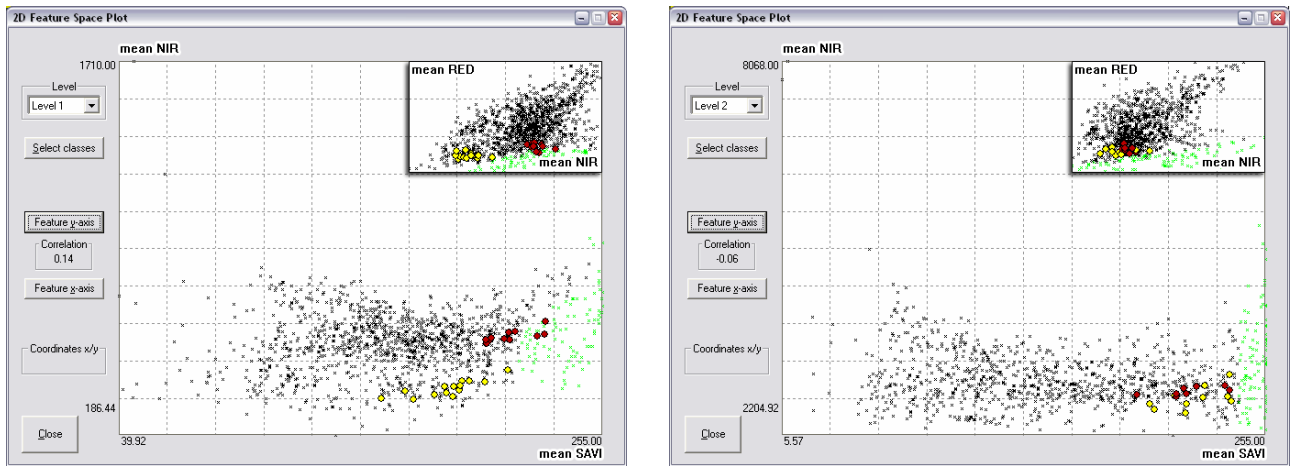 2D Feature Space Plot
mean NIR
1710.00
mean RED
mean NIR
Level
Level 1
Select classes
Feature y-axis
Correlation
0.14
Feature x-axis
Coordinates x/y
186.44
Close
39.92
255.00
mean SAVI
2D Feature Space Plot
mean NIR
8068.00
mean RED
mean NIR
Level
Level 2
Select classes
Feature y-axis
Correlation
-0.06
Feature x-axis
Coordinates x/y
2204.92
Close
5.57
255.00
mean SAVI